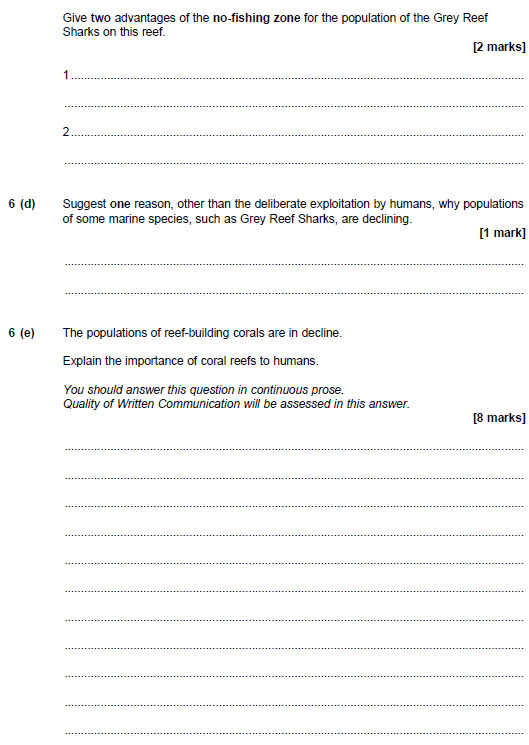 Give two advantages of the no-fishing zone for the population of the Grey Reef
Sharks on this reef.
[2 marks]
1
2
6 (d) Suggest one reason, other than the deliberate exploitation by humans, why populations
of some marine species, such as Grey Reef Sharks, are declining.
[1 mark]
6 (e) The populations of reef-building corals are in decline.
Explain the importance of coral reefs to humans.
You should answer this question in continuous prose.
Quality of Written Communication will be assessed in this answer.
[8 marks]